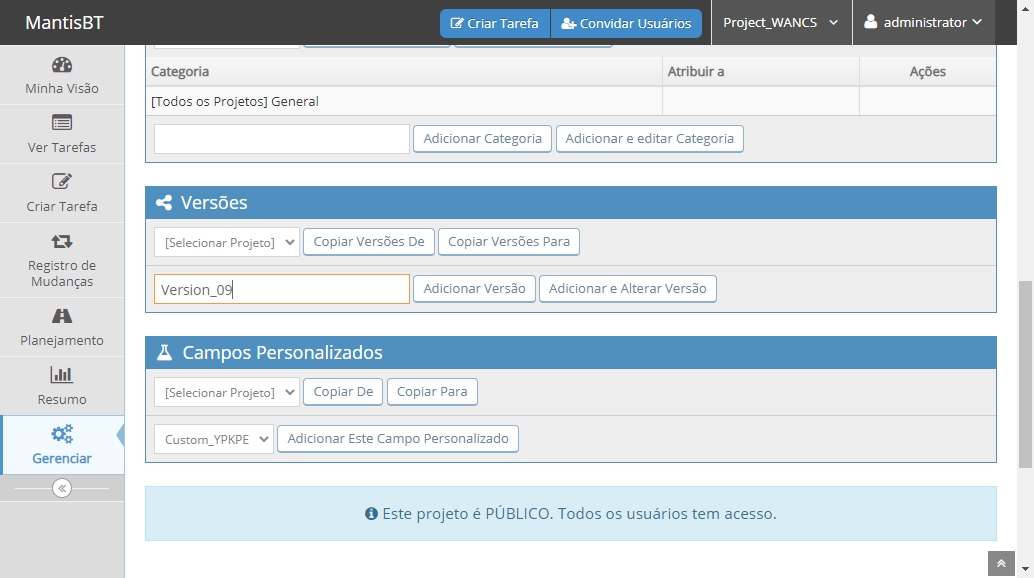 MantisBT
Criar Tarefa
Convidar Usuários
Project_WANCS
administrator
Minha Visão
Ver Tarefas
Criar Tarefa
Registro de
Mudanças
Planejamento
Resumo
Gerenciar
Categoria
Atribuir a
Ações
[Todos os Projetos] General
Adicionar Categoria
Adicionar e editar Categoria
Versões
[Selecionar Projeto]
Copiar Versões De
Copiar Versões Para
Version_09
Adicionar Versão
Adicionar e Alterar Versão
Campos Personalizados
[Selecionar Projeto]
Copiar De
Copiar Para
Custom_YPKPE
Adicionar Este Campo Personalizado
Este projeto é PÚBLICO. Todos os usuários tem acesso.